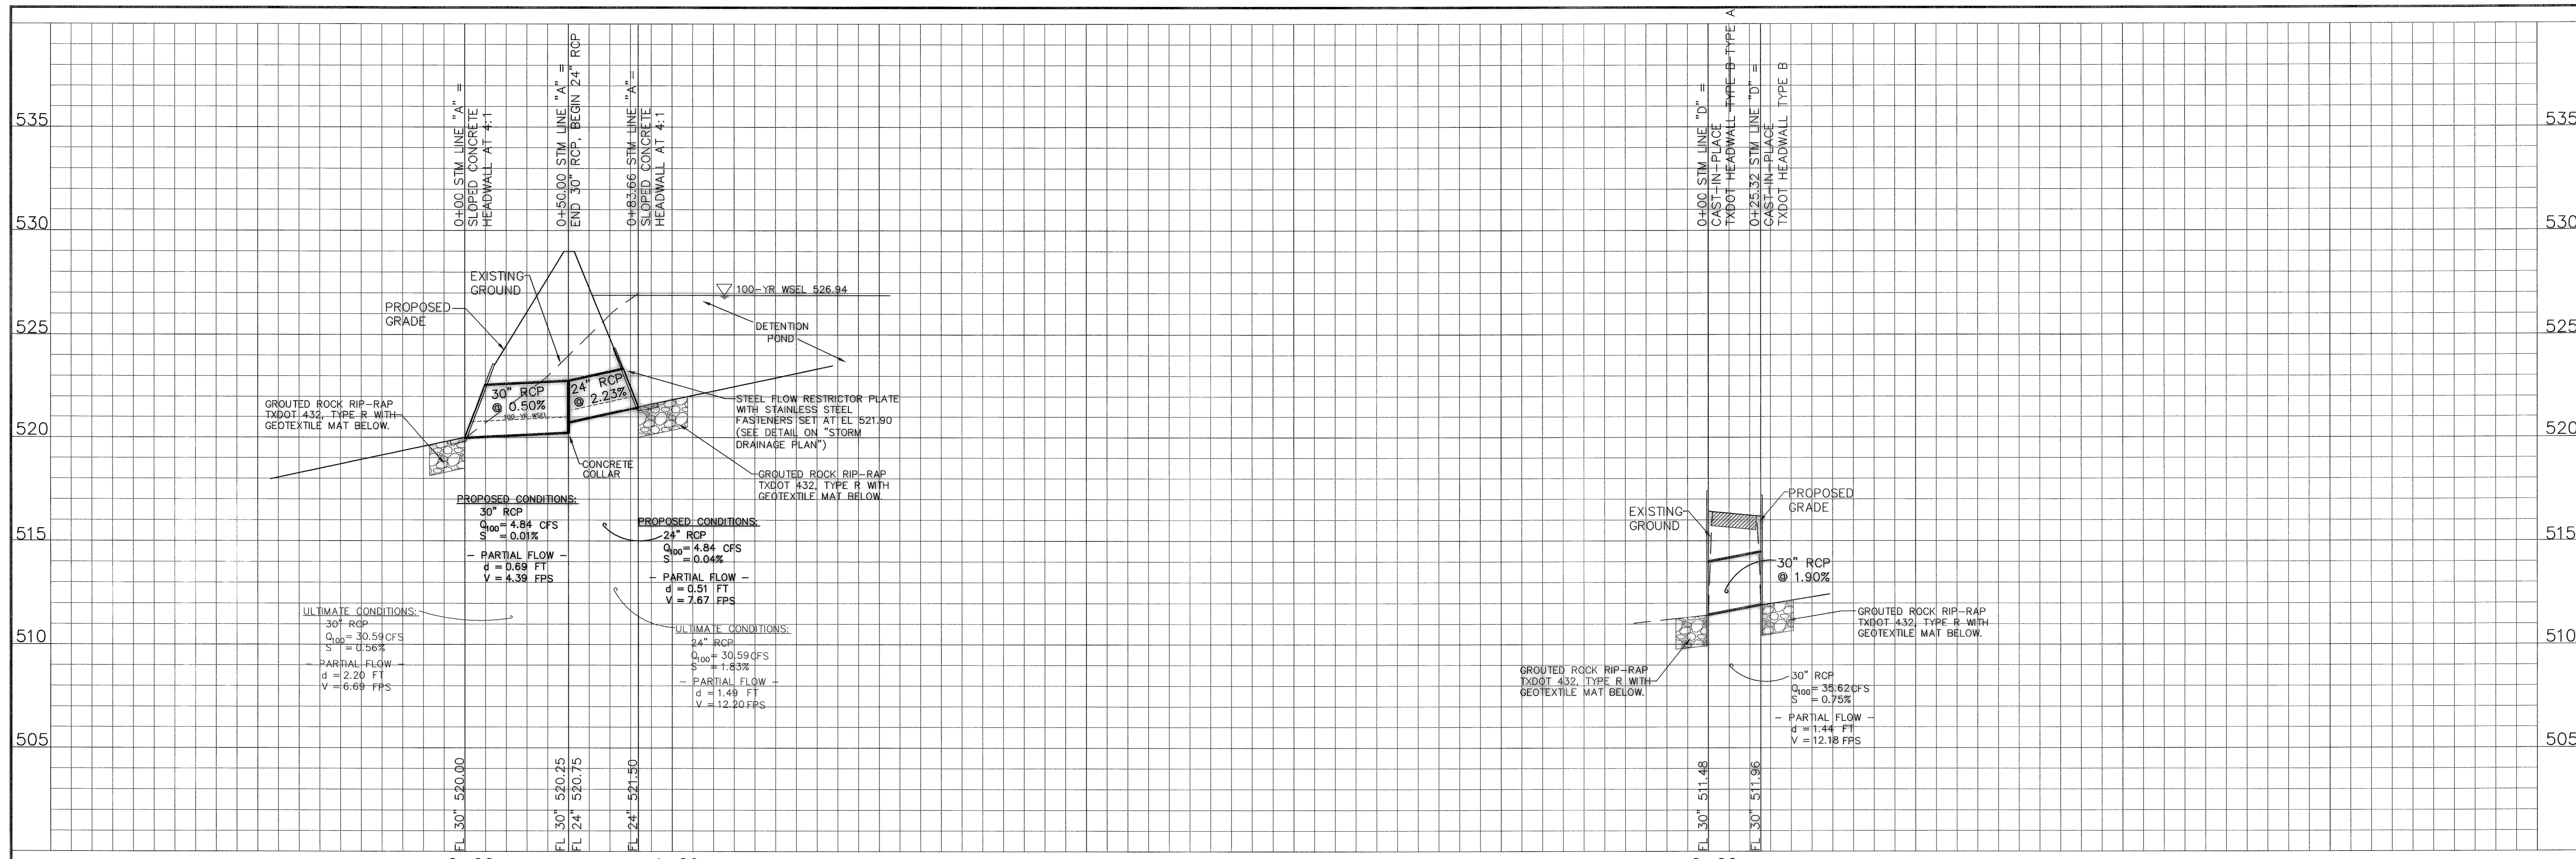 0+00 STM LINE "A" =
SLOPED CONCRETE
HEADWALL AT 4:1
0+50.00 STM LINE "A" =
END 30" RCP, BEGIN 24" RCP
0+83.66 STM LINE "A" =
SLOPED CONCRETE
HEADWALL AT 4:1
0+00 STM LINE "D" =
CAST-IN-PLACE
TXDOT HEADWALL TYPE B TYPE A
0+25.32 STM LINE "D" =
CAST-IN-PLACE
TXDOT HEADWALL TYPE B
535
530
525
520
515
510
505
535
530
525
520
515
510
505
EXISTING
GROUND
PROPOSED
GRADE
100-YR WSEL 526.94
DETENTION
POND
30" RCP
@ 0.50%
100-YR WSEL
24" RCP
@ 2.23%
GROUTED ROCK RIP-RAP
TXDOT 432, TYPE R WITH
GEOTEXTILE MAT BELOW.
STEEL FLOW RESTRICTOR PLATE
WITH STAINLESS STEEL
FASTENERS SET AT EL 521.90
(SEE DETAIL ON "STORM
DRAINAGE PLAN")
CONCRETE
COLLAR
GROUTED ROCK RIP-RAP
TXDOT 432, TYPE R WITH
GEOTEXTILE MAT BELOW.
PROPOSED CONDITIONS:
30" RCP
Q100 = 4.84 CFS
S = 0.01%
- PARTIAL FLOW -
d = 0.69 FT
V = 4.39 FPS
PROPOSED CONDITIONS:
24" RCP
Q100 = 4.84 CFS
S = 0.04%
- PARTIAL FLOW -
d = 0.51 FT
V = 7.67 FPS
ULTIMATE CONDITIONS:
30" RCP
Q100 = 30.59 CFS
S = 0.56%
- PARTIAL FLOW -
d = 2.20 FT
V = 6.69 FPS
ULTIMATE CONDITIONS:
24" RCP
Q100 = 30.59 CFS
S = 1.83%
- PARTIAL FLOW -
d = 1.49 FT
V = 12.20 FPS
EXISTING
GROUND
PROPOSED
GRADE
30" RCP
@ 1.90%
GROUTED ROCK RIP-RAP
TXDOT 432, TYPE R WITH
GEOTEXTILE MAT BELOW.
GROUTED ROCK RIP-RAP
TXDOT 432, TYPE R WITH
GEOTEXTILE MAT BELOW.
30" RCP
Q100 = 35.62 CFS
S = 0.75%
- PARTIAL FLOW -
d = 1.44 FT
V = 12.18 FPS
FL 30" 520.00
FL 30" 520.25
FL 24" 520.75
FL 24" 521.50
FL 30" 511.48
FL 30" 511.96